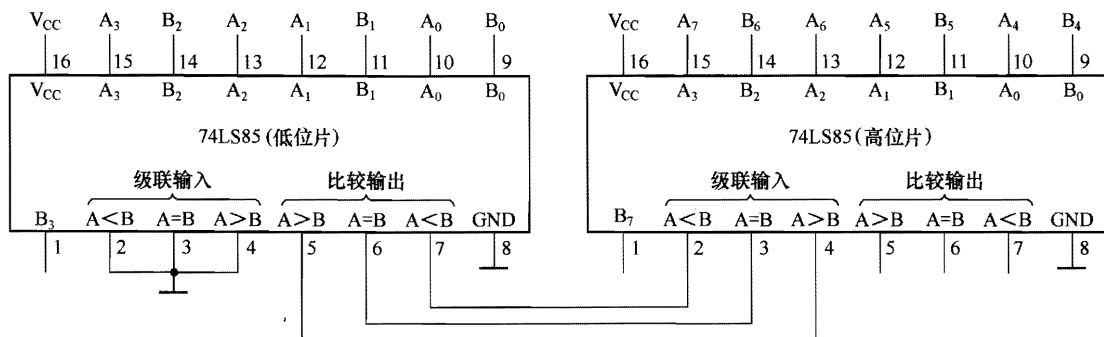 V_CC A₃ B₂ A₂ A₁ B₁ A₀ B₀
16 15 14 13 12 11 10 9
V_CC A₃ B₂ A₂ A₁ B₁ A₀ B₀
74LS85(低位片)
级联输入 比较输出
B₃ A<B A=B A>B A>B A=B A<B GND
1 2 3 4 5 6 7 8
V_CC A₇ B₆ A₆ A₅ B₅ A₄ B₄
16 15 14 13 12 11 10 9
V_CC A₃ B₂ A₂ A₁ B₁ A₀ B₀
74LS85(高位片)
级联输入 比较输出
B₇ A<B A=B A>B A>B A=B A<B GND
1 2 3 4 5 6 7 8